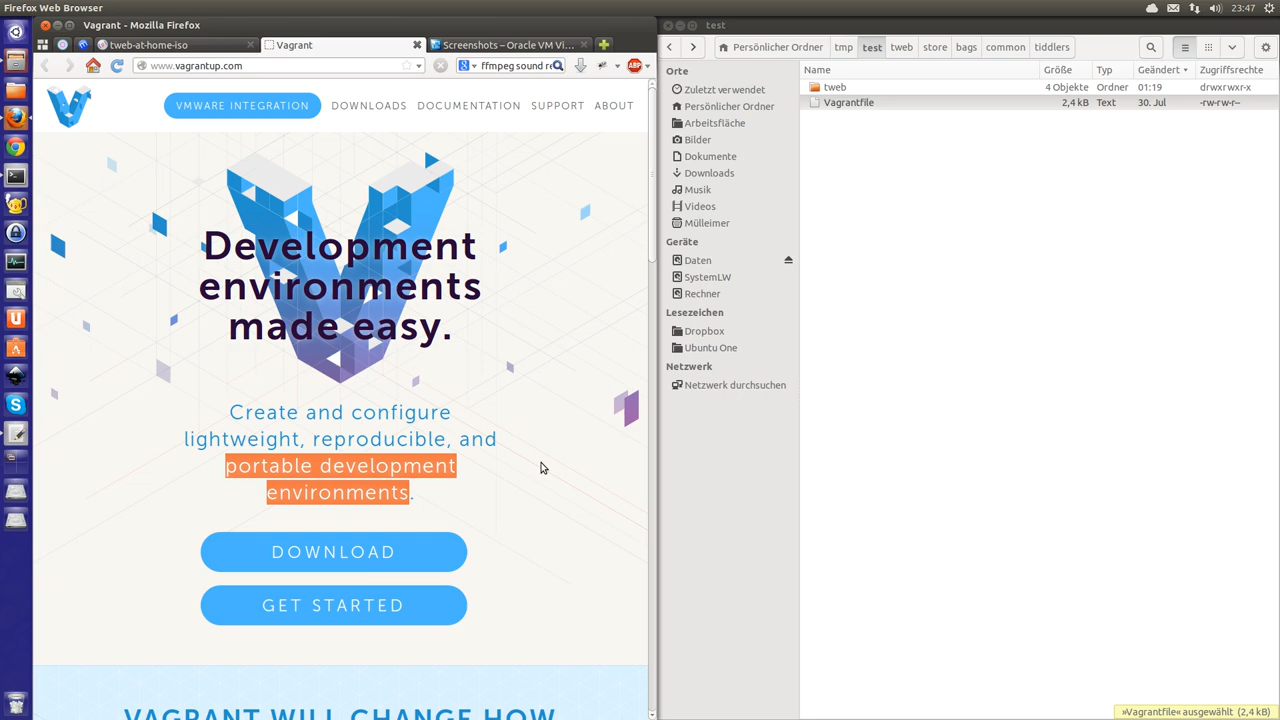 Firefox Web Browser
23:47
Vagrant - Mozilla Firefox
tweb-at-home-iso
Vagrant
Screenshots – Oracle VM Vi...
www.vagrantup.com
ffmpeg sound re
ABP
VMWARE INTEGRATION
DOWNLOADS
DOCUMENTATION
SUPPORT
ABOUT
Development
environments
made easy.
Create and configure
lightweight, reproducible, and
portable development
environments.
DOWNLOAD
GET STARTED
VAGRANT WILL CHANGE HOW
test
Persönlicher Ordner
tmp
test
tweb
store
bags
common
tiddlers
Orte
Zuletzt verwendet
Persönlicher Ordner
Arbeitsfläche
Bilder
Dokumente
Downloads
Musik
Videos
Mülleimer
Geräte
Daten
SystemLW
Rechner
Lesezeichen
Dropbox
Ubuntu One
Netzwerk
Netzwerk durchsuchen
Name Größe Typ Geändert Zugriffsrechte
tweb 4 Objekte Ordner 01:19 drwxrwxr-x
Vagrantfile 2,4 kB Text 30. Jul -rw-rw-r--
»Vagrantfile« ausgewählt (2,4 kB)